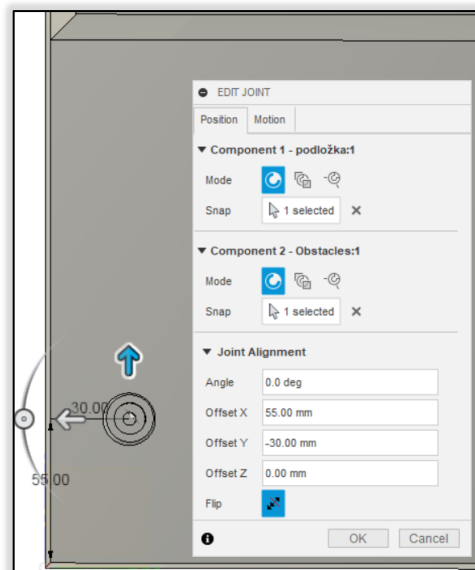 EDIT JOINT
Position Motion
Component 1 - podložka:1
Mode
Snap 1 selected
Component 2 - Obstacles:1
Mode
Snap 1 selected
Joint Alignment
Angle 0.0 deg
30.00
Offset X 55.00 mm
Offset Y -30.00 mm
55.00
Offset Z 0.00 mm
Flip
OK Cancel